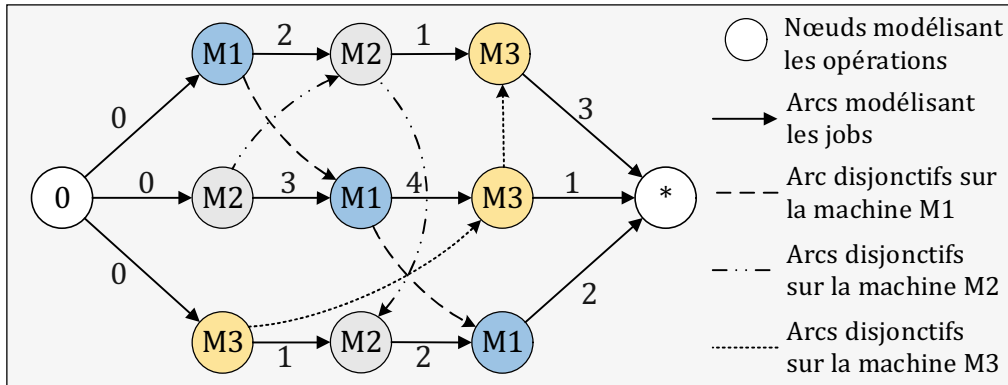 M1 2 M2 1 M3
0 3
0 0 M2 3 M1 4 M3 1 *
0 2
M3 1 M2 2 M1
Nœuds modélisant
les opérations
Arcs modélisant
les jobs
Arc disjonctifs sur
la machine M1
Arcs disjonctifs
sur la machine M2
Arcs disjonctifs
sur la machine M3